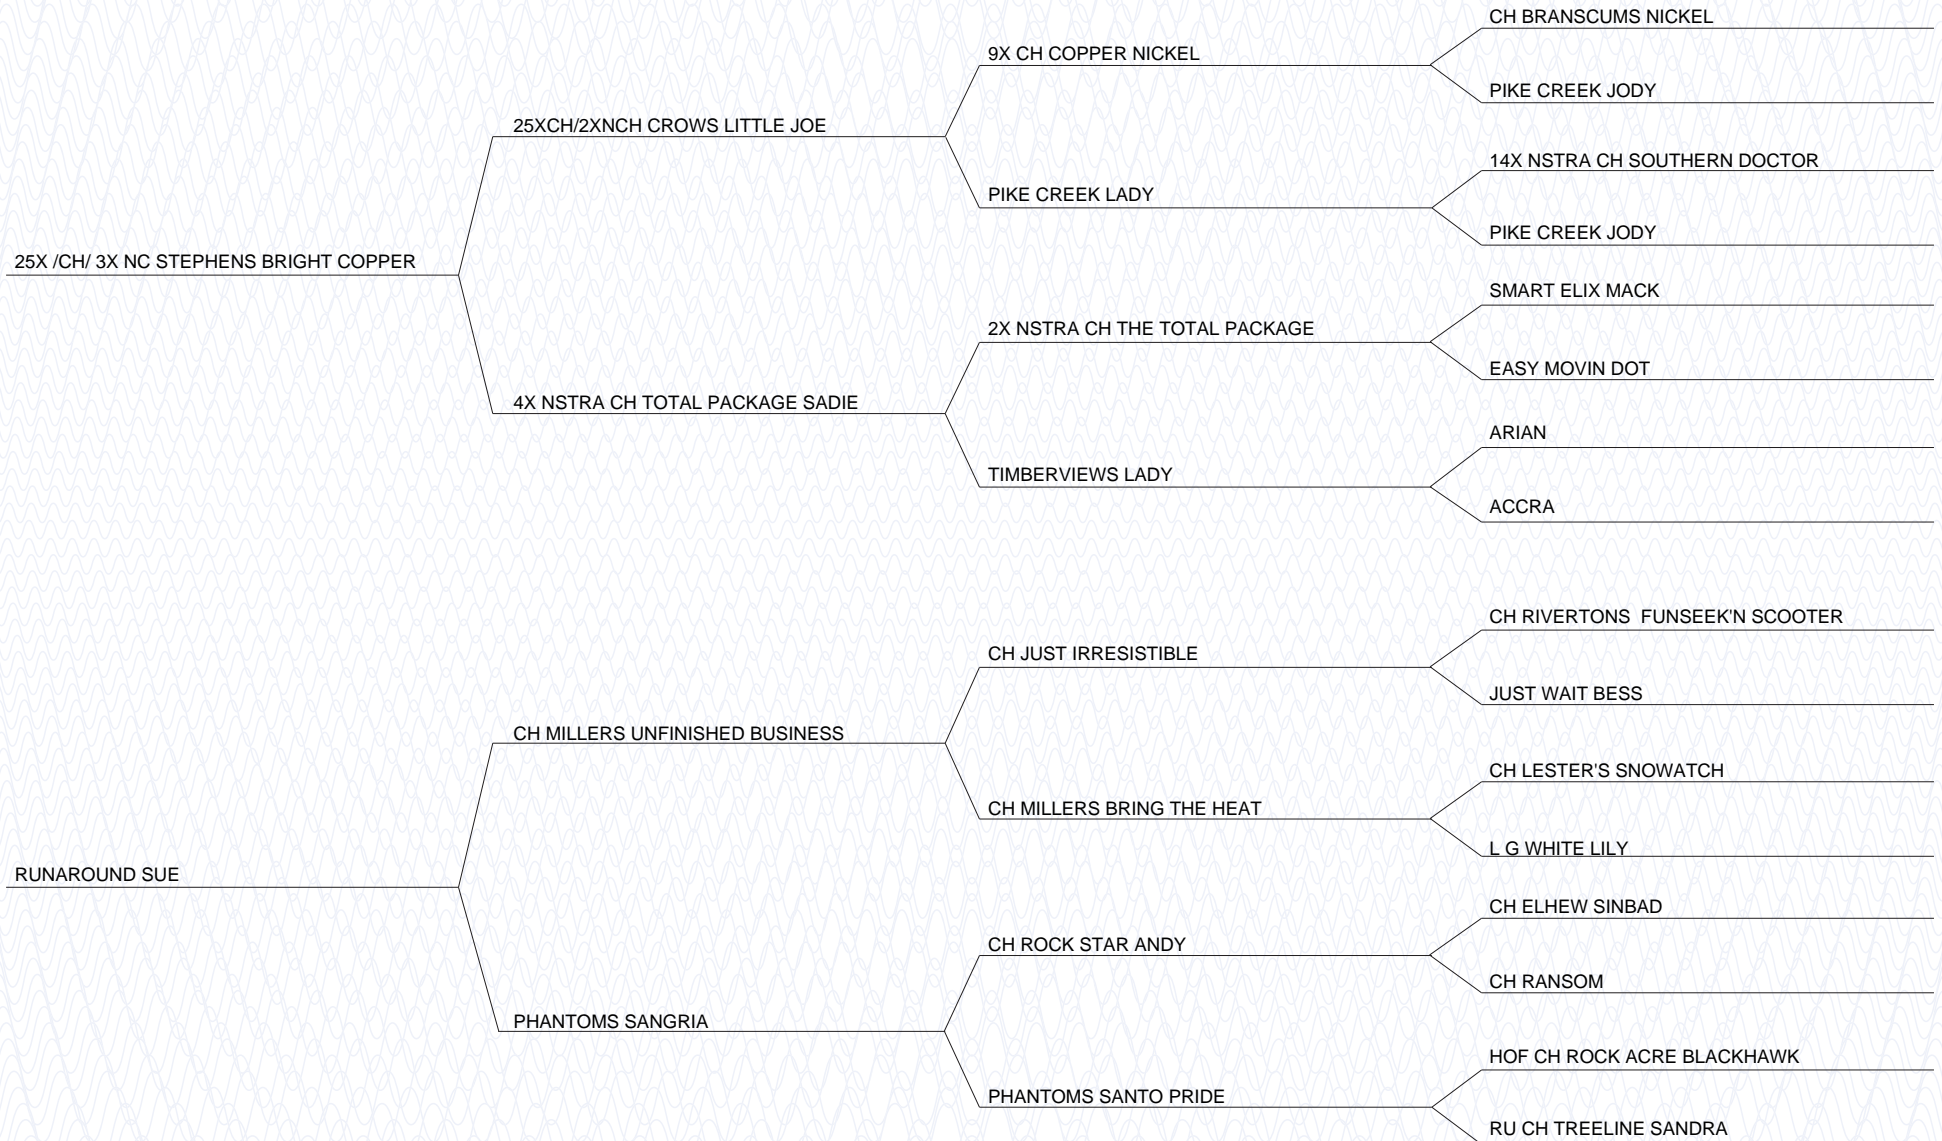 CH BRANSCUMS NICKEL
9X CH COPPER NICKEL
PIKE CREEK JODY
25XCH/2XNCH CROWS LITTLE JOE
14X NSTRA CH SOUTHERN DOCTOR
PIKE CREEK LADY
PIKE CREEK JODY
25X /CH/ 3X NC STEPHENS BRIGHT COPPER
SMART ELIX MACK
2X NSTRA CH THE TOTAL PACKAGE
EASY MOVIN DOT
4X NSTRA CH TOTAL PACKAGE SADIE
ARIAN
TIMBERVIEWS LADY
ACCRA
CH RIVERTONS  FUNSEEK'N SCOOTER
CH JUST IRRESISTIBLE
JUST WAIT BESS
CH MILLERS UNFINISHED BUSINESS
CH LESTER'S SNOWATCH
CH MILLERS BRING THE HEAT
L G WHITE LILY
RUNAROUND SUE
CH ELHEW SINBAD
CH ROCK STAR ANDY
CH RANSOM
PHANTOMS SANGRIA
HOF CH ROCK ACRE BLACKHAWK
PHANTOMS SANTO PRIDE
RU CH TREELINE SANDRA